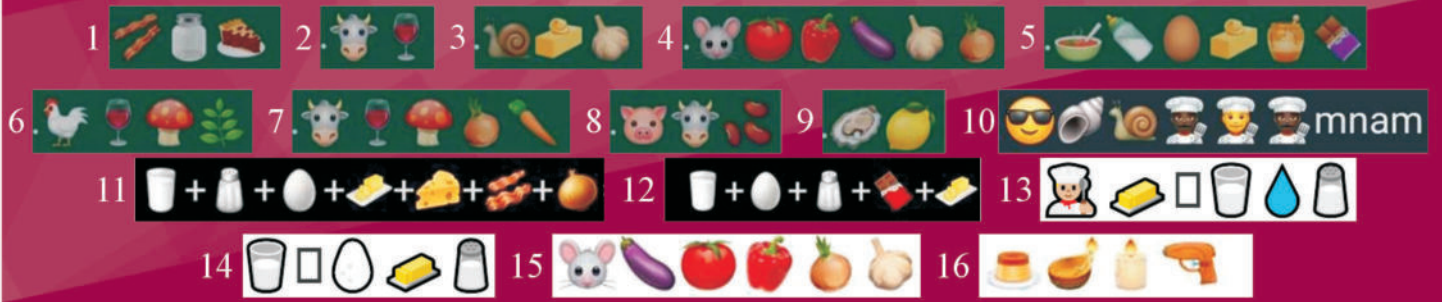 1 2. 3. 4. 5.
6. 7. 8. 9. 10 mnam
11 + + + + + + 12 + + + + 13
14 15 16